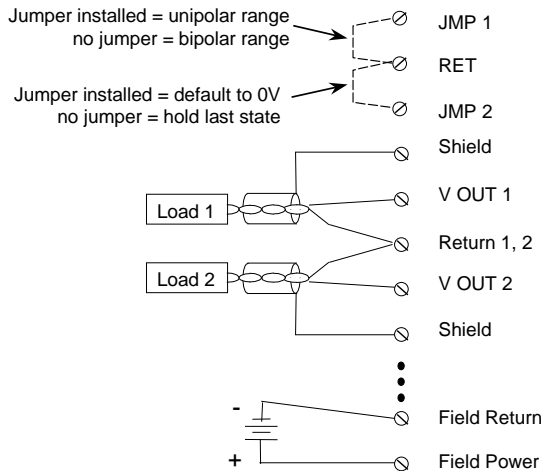 Jumper installed = unipolar range
no jumper = bipolar range
JMP 1
RET
Jumper installed = default to 0V
no jumper = hold last state
JMP 2
Shield
V OUT 1
Load 1
Return 1, 2
Load 2
V OUT 2
Shield
-
Field Return
+
Field Power